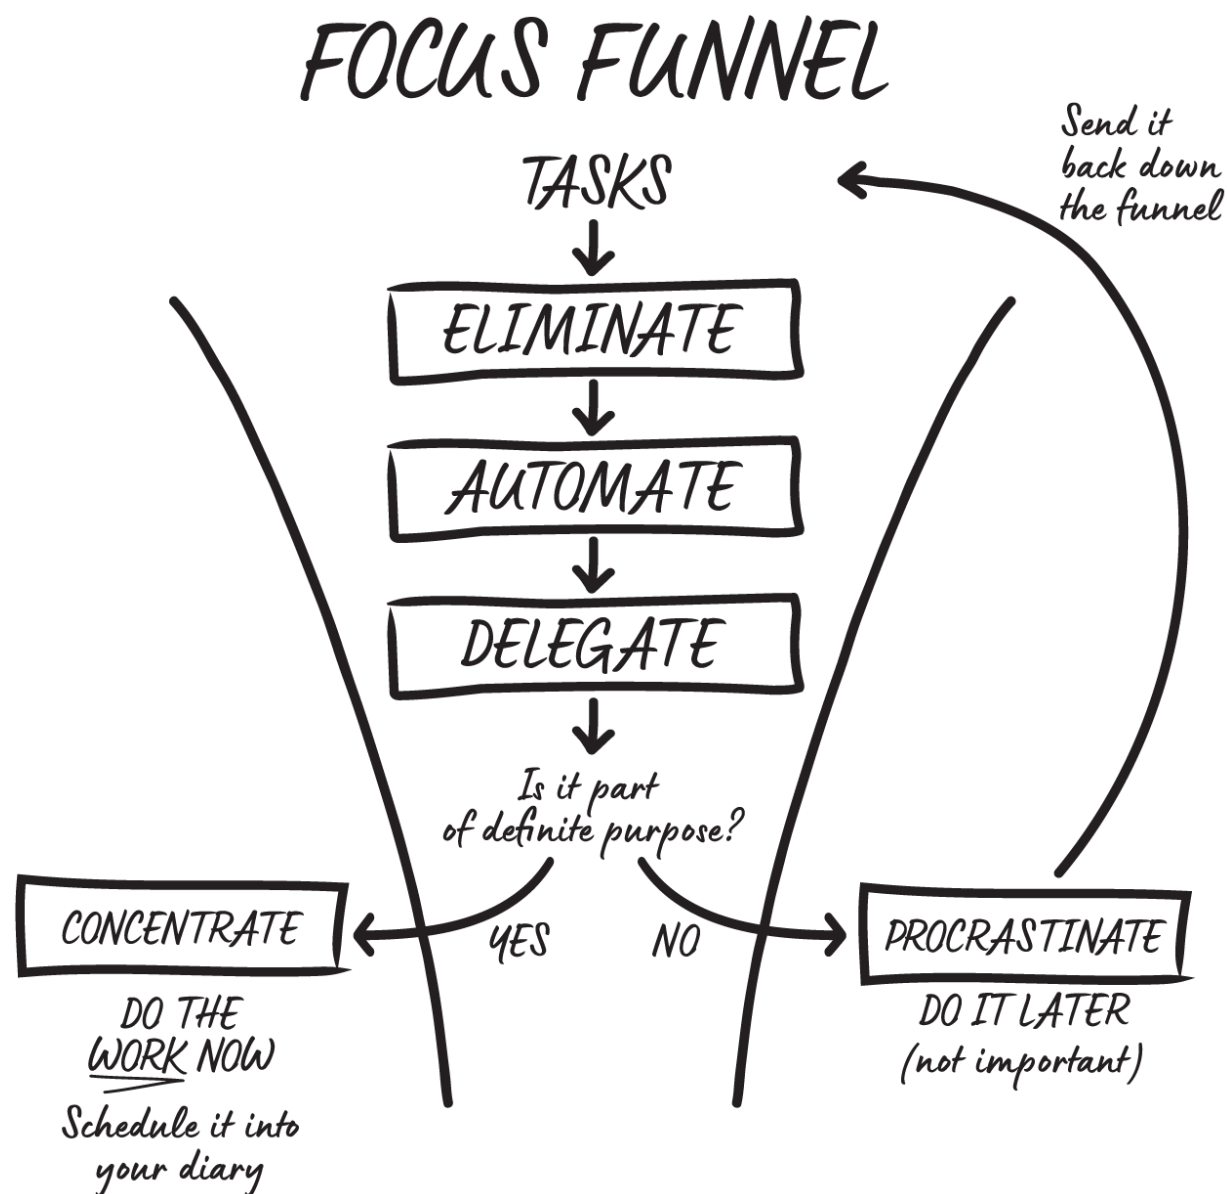 FOCUS FUNNEL
Send it
back down
the funnel
TASKS
ELIMINATE
AUTOMATE
DELEGATE
Is it part
of definite purpose?
YES
NO
CONCENTRATE
DO THE
WORK NOW
Schedule it into
your diary
PROCRASTINATE
DO IT LATER
(not important)